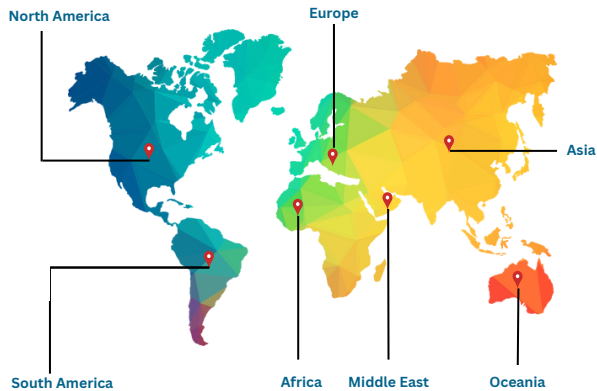 Europe
North America
Asia
South America
Africa
Middle East
Oceania